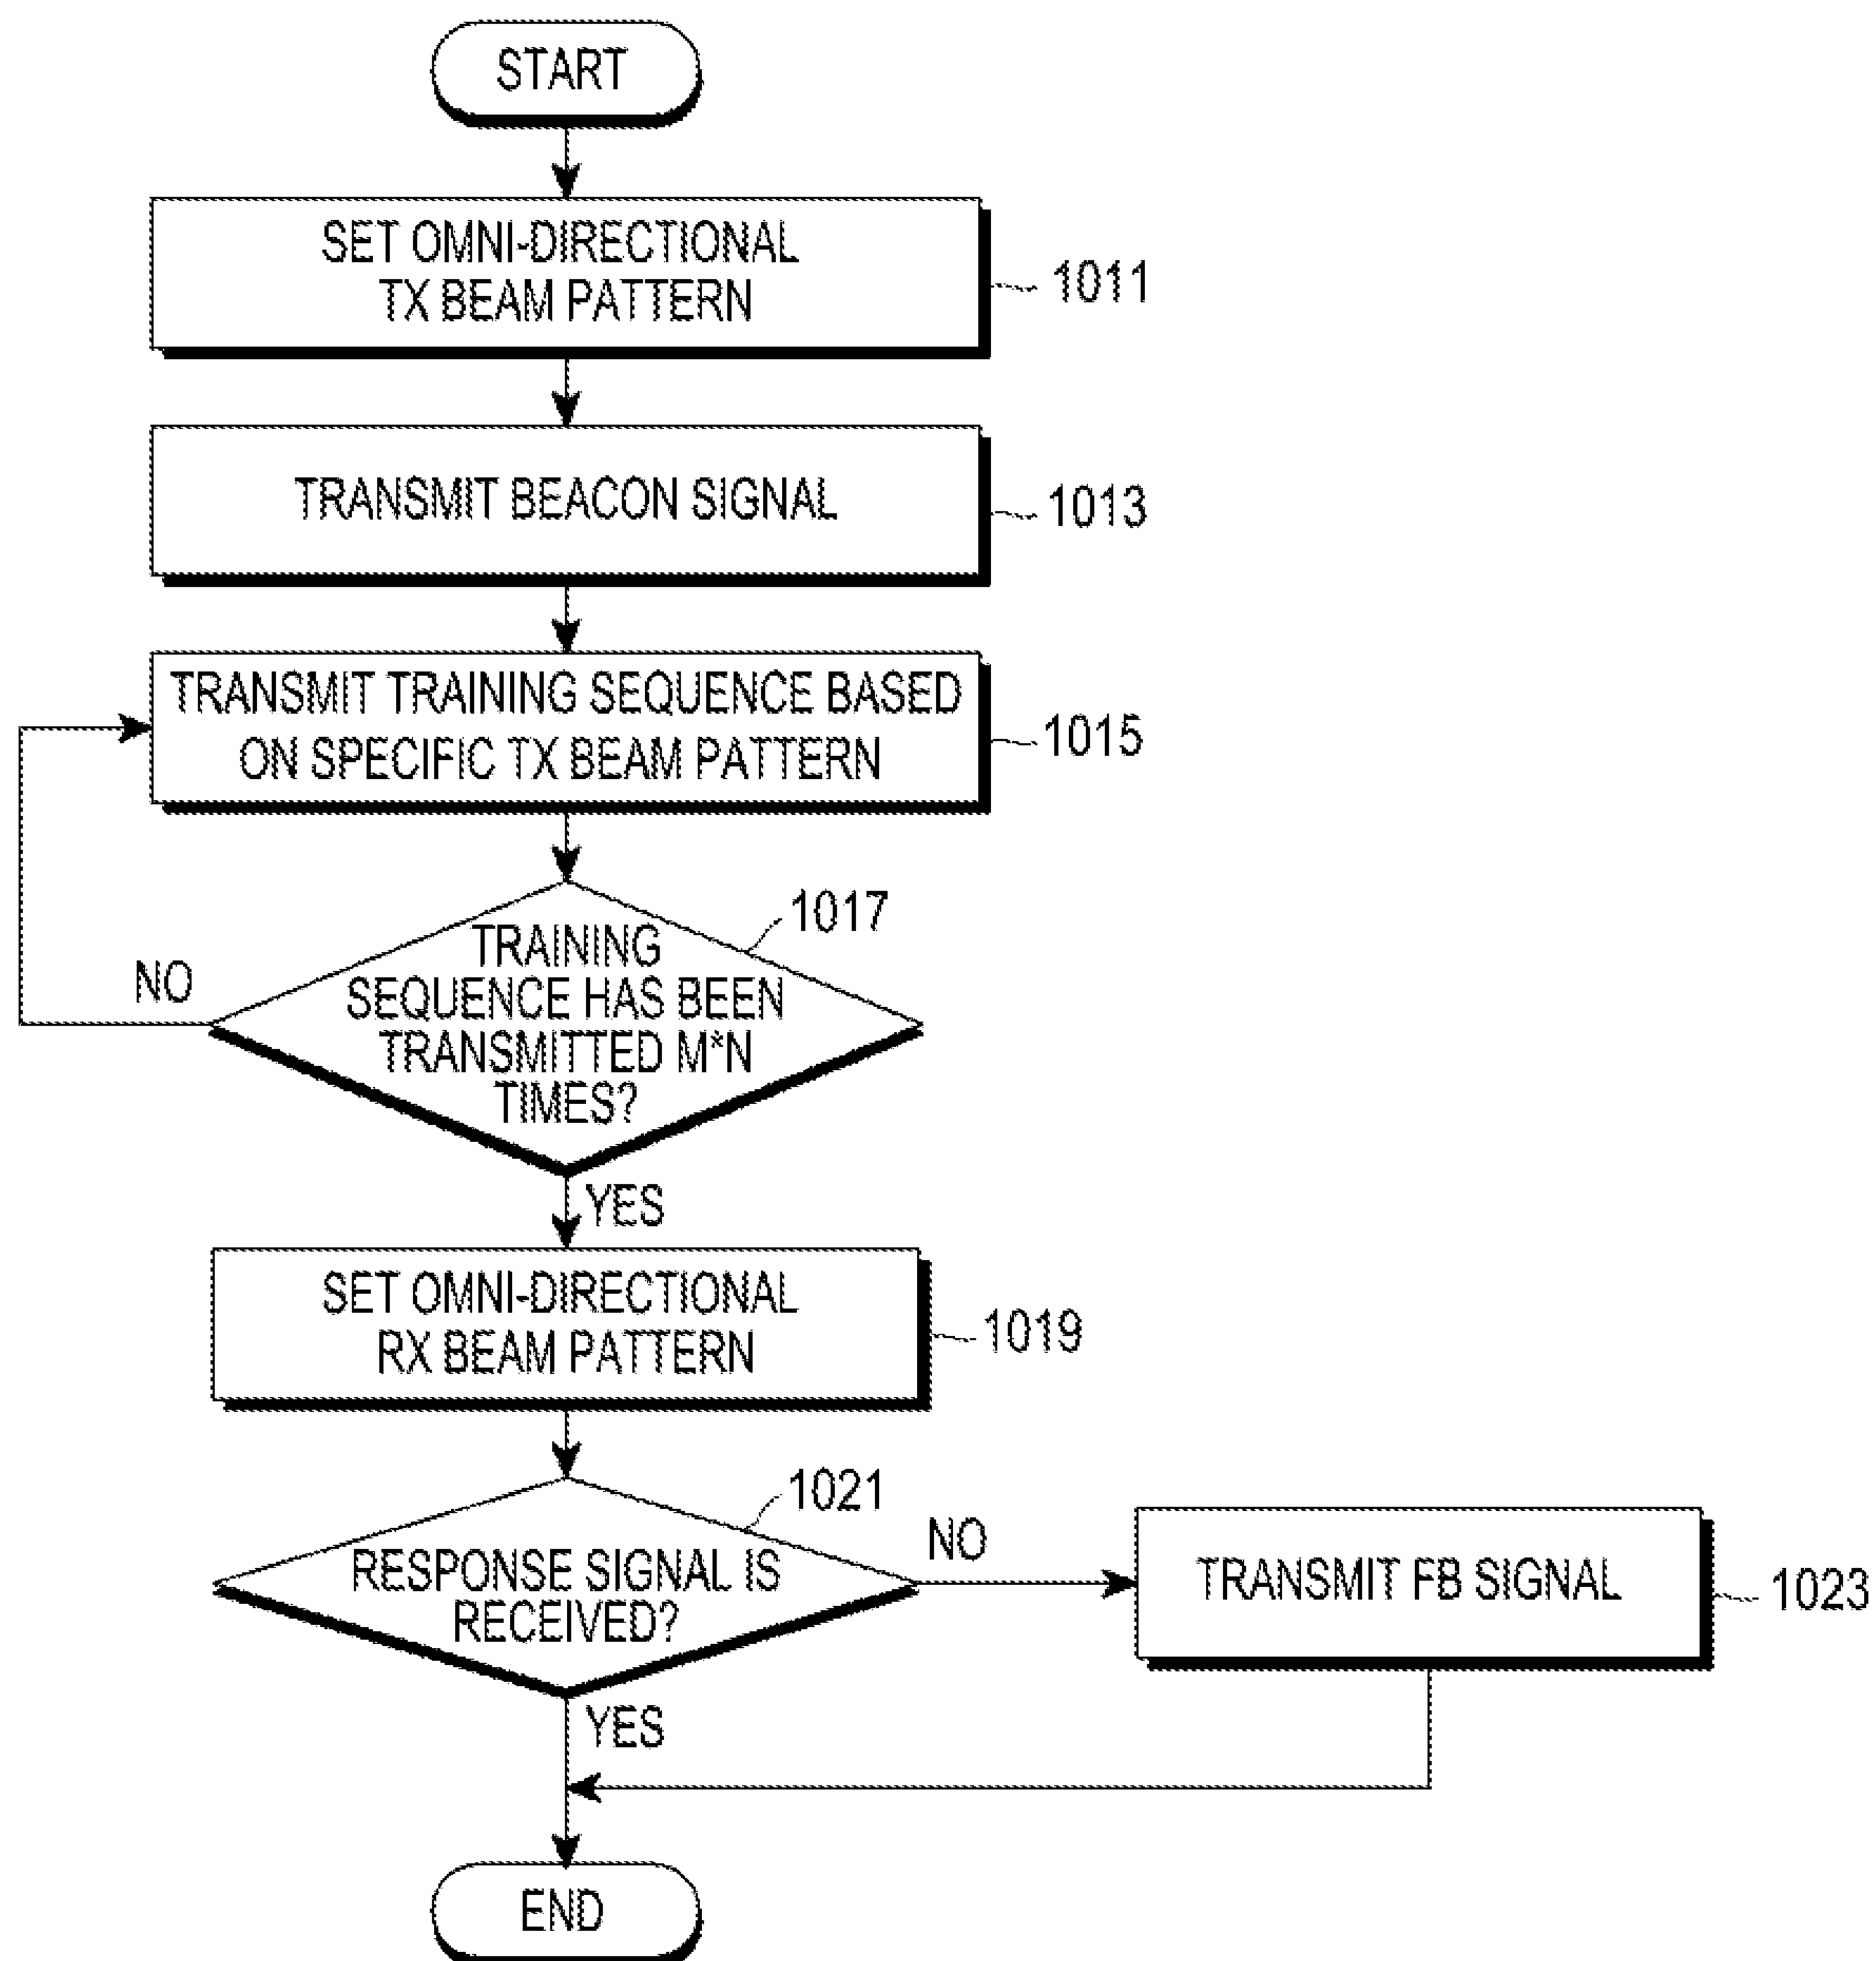 START
SET OMNI-DIRECTIONAL
TX BEAM PATTERN
1011
TRANSMIT BEACON SIGNAL
1013
TRANSMIT TRAINING SEQUENCE BASED
ON SPECIFIC TX BEAM PATTERN
1015
1017
TRAINING
SEQUENCE HAS BEEN
TRANSMITTED M*N
TIMES?
NO
YES
SET OMNI-DIRECTIONAL
RX BEAM PATTERN
1019
1021
RESPONSE SIGNAL IS
RECEIVED?
NO
TRANSMIT FB SIGNAL
1023
YES
END